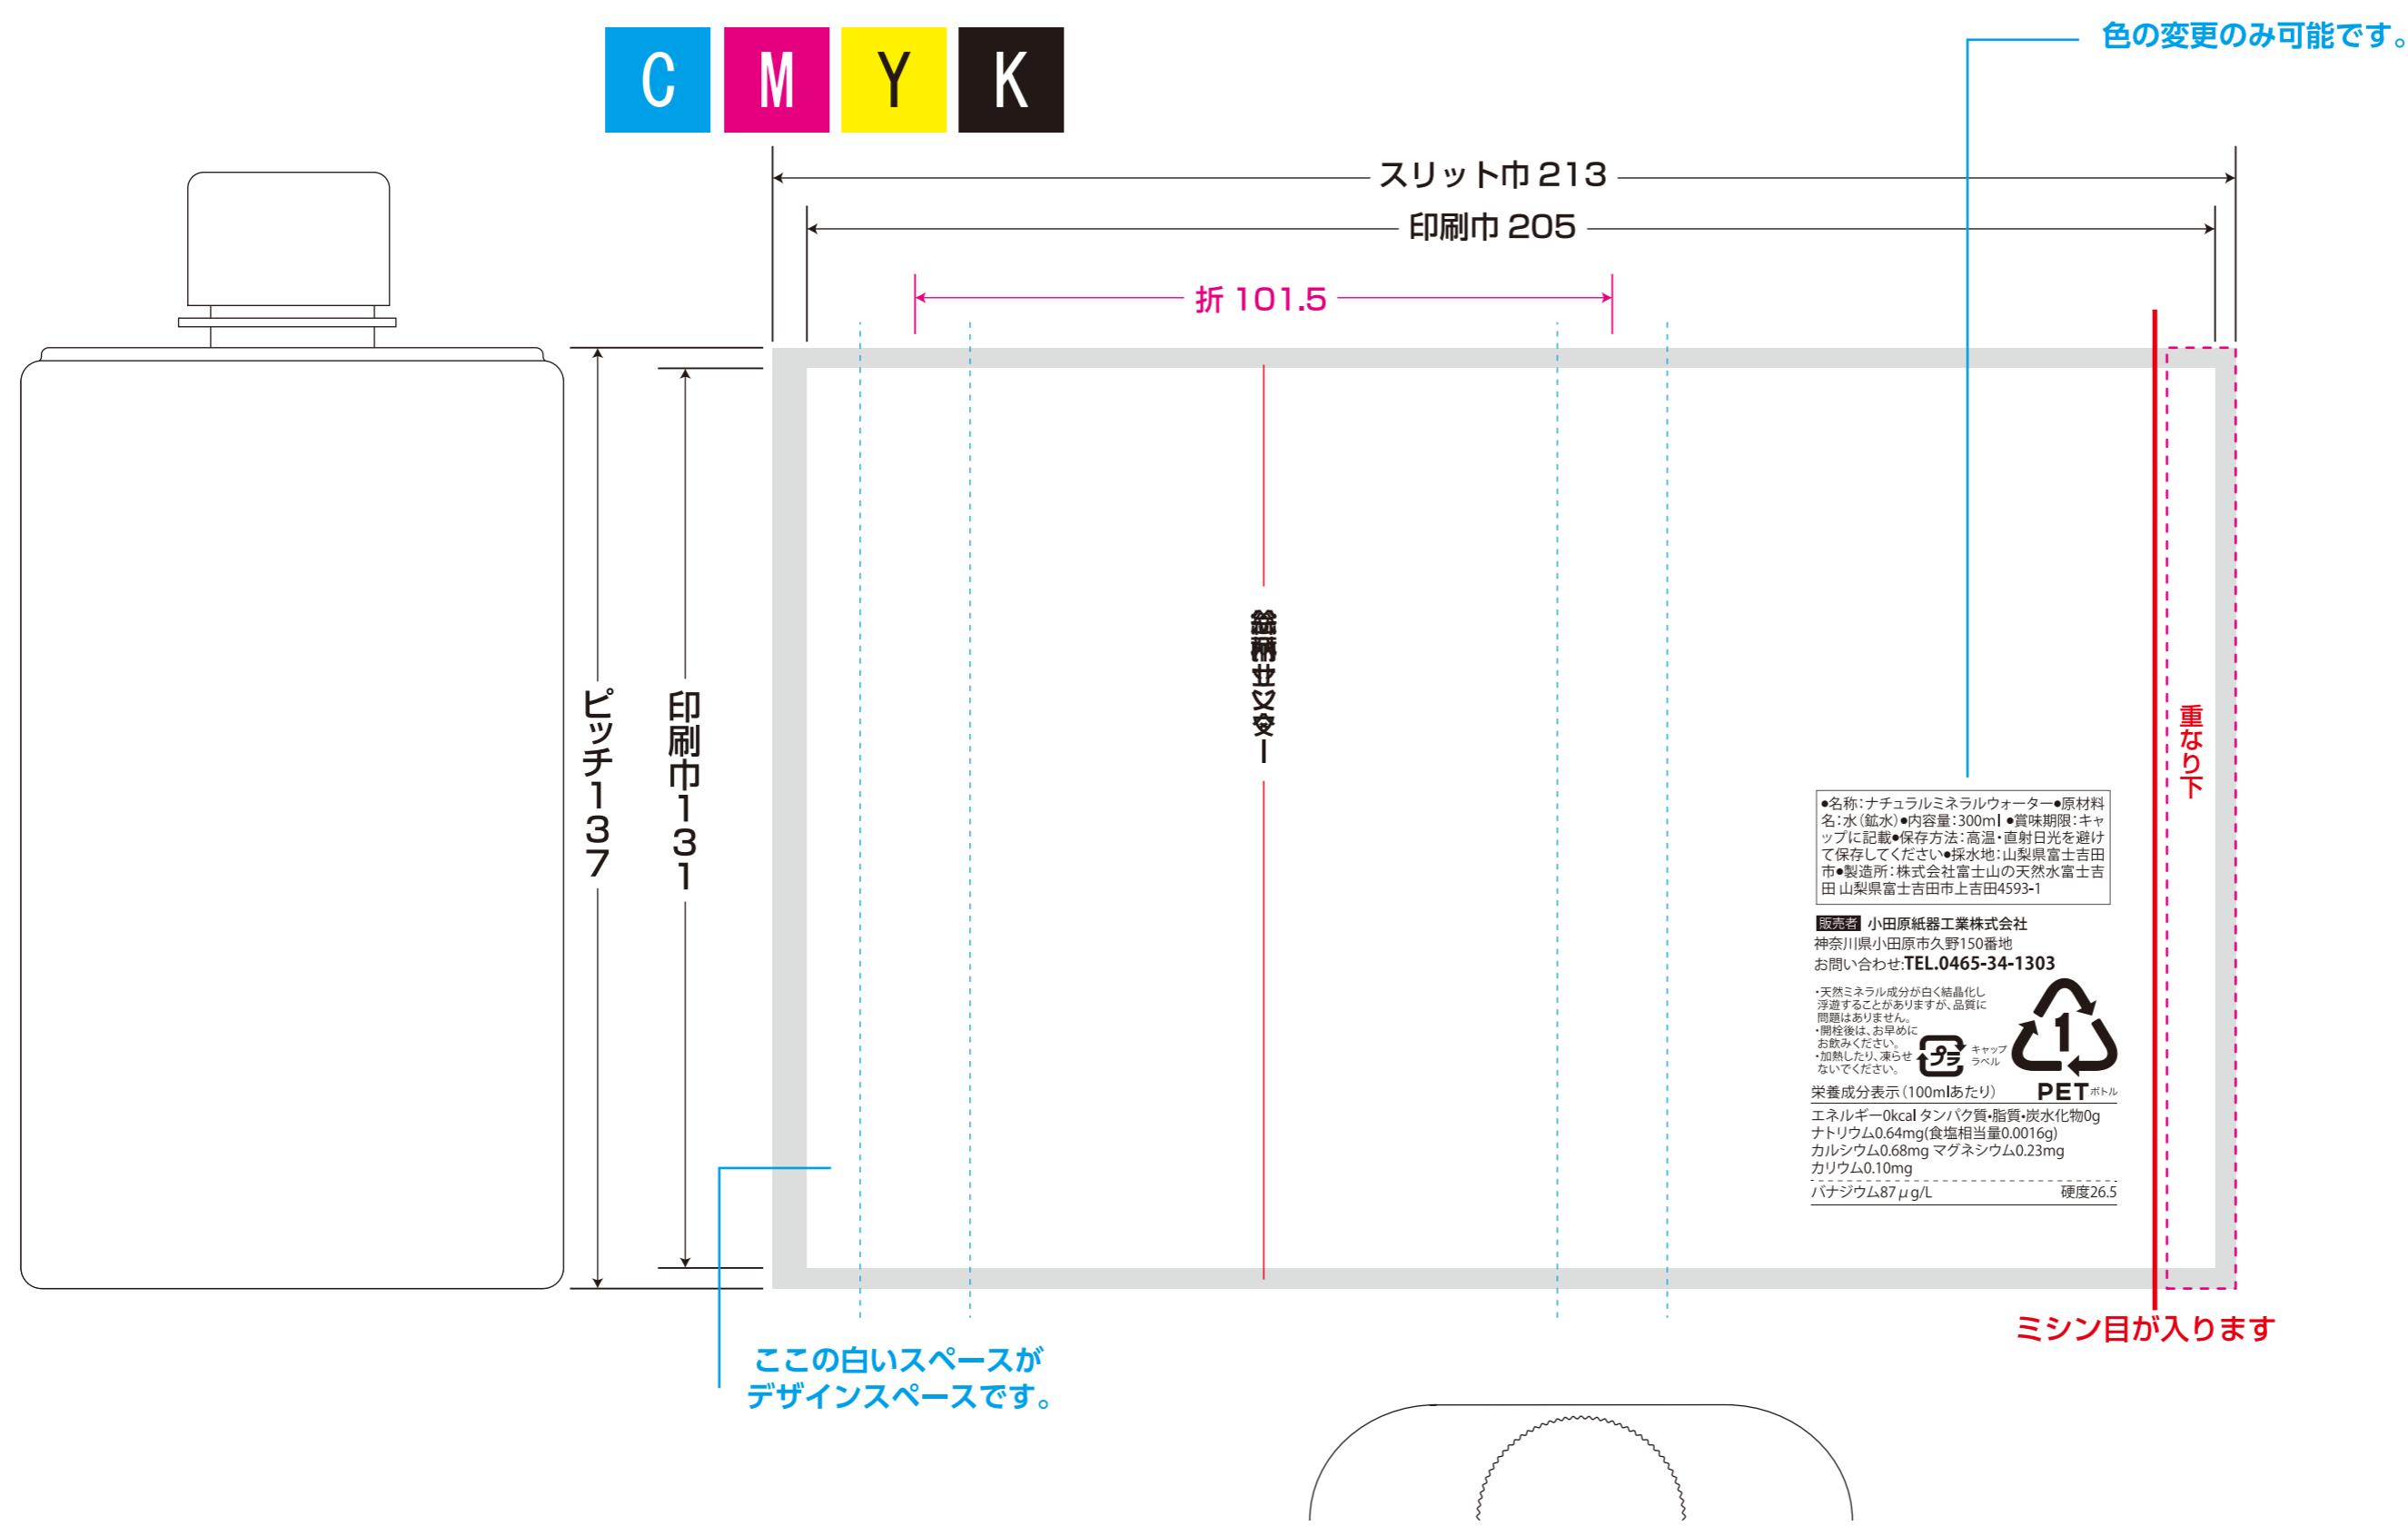 C M Y K
色の変更のみ可能です。
スリット巾 213
印刷巾 205
折 101.5
ピッチ137
印刷巾131
重なり下
●名称：ナチュラルミネラルウォーター●原材料
名：水（鉱水）●内容量：300ml ●賞味期限：キャ
ップに記載●保存方法：高温・直射日光を避け
て保存してください●採水地：山梨県富士吉田
市●製造所：株式会社富士山の天然水富士吉
田 山梨県富士吉田市上吉田4593-1
販売者 小田原紙器工業株式会社
神奈川県小田原市久野150番地
お問い合わせ:TEL.0465-34-1303
・天然ミネラル成分が白く結晶化し
浮遊することがありますが、品質に
問題はありません。
・開栓後は、お早めに
お飲みください。
・加熱したり、凍らせ
ないでください。
プラ
キャップ
ラベル
1
PET ボトル
栄養成分表示（100mlあたり）
エネルギー0kcal タンパク質・脂質・炭水化物0g
ナトリウム0.64mg(食塩相当量0.0016g)
カルシウム0.68mg マグネシウム0.23mg
カリウム0.10mg
バナジウム87μg/L 硬度26.5
ミシン目が入ります
ここの白いスペースが
デザインスペースです。